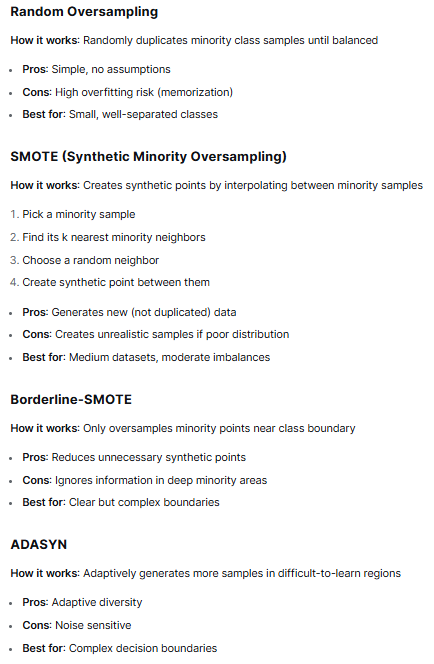 Random Oversampling
How it works: Randomly duplicates minority class samples until balanced
• Pros: Simple, no assumptions
• Cons: High overfitting risk (memorization)
• Best for: Small, well-separated classes
SMOTE (Synthetic Minority Oversampling)
How it works: Creates synthetic points by interpolating between minority samples
1. Pick a minority sample
2. Find its k nearest minority neighbors
3. Choose a random neighbor
4. Create synthetic point between them
• Pros: Generates new (not duplicated) data
• Cons: Creates unrealistic samples if poor distribution
• Best for: Medium datasets, moderate imbalances
Borderline-SMOTE
How it works: Only oversamples minority points near class boundary
• Pros: Reduces unnecessary synthetic points
• Cons: Ignores information in deep minority areas
• Best for: Clear but complex boundaries
ADASYN
How it works: Adaptively generates more samples in difficult-to-learn regions
• Pros: Adaptive diversity
• Cons: Noise sensitive
• Best for: Complex decision boundaries